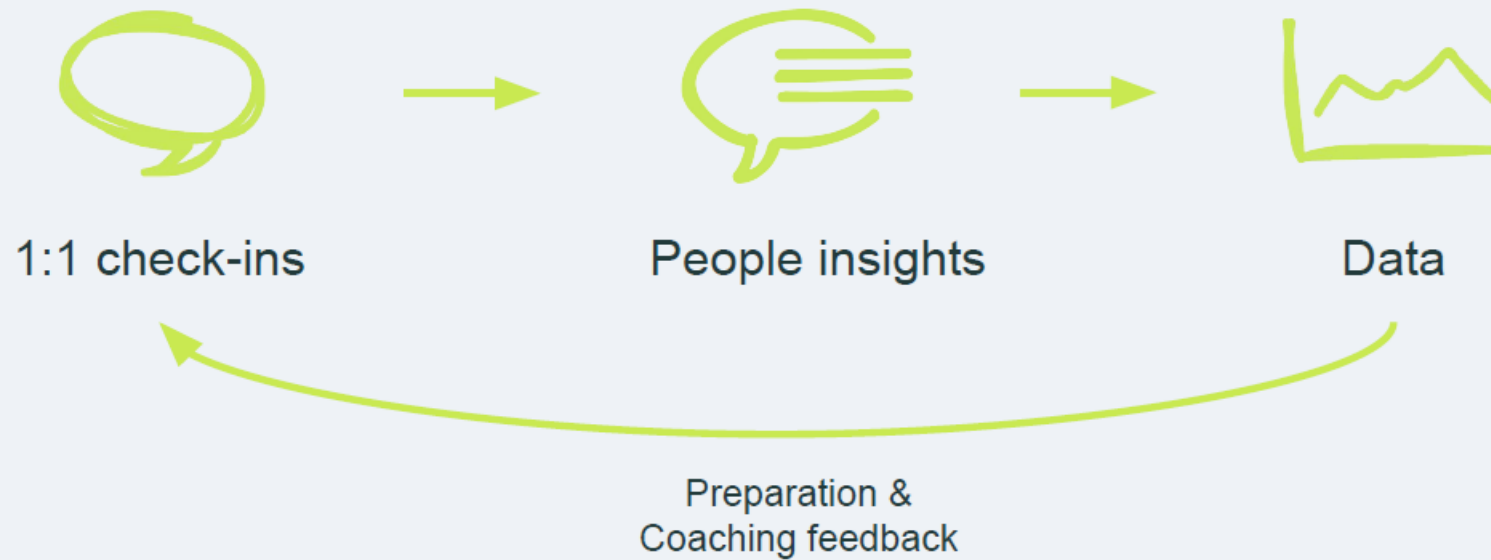 1:1 check-ins
People insights
Data
Preparation &
Coaching feedback